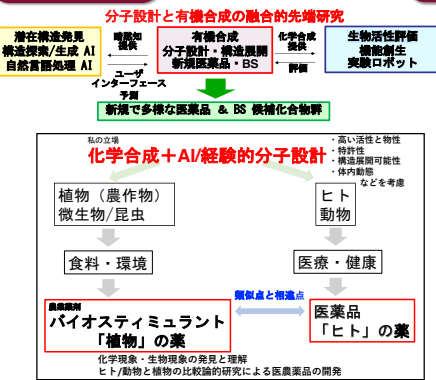 分子設計と有機合成の融合的先端研究
潜在構造発見
構造探索/生成 AI
自然言語処理 AI
暗黙知
提供
ユーザ
インターフェース
予測
有機合成
分子設計・構造展開
新規医薬品・BS
化学合成
提供
評価
生物活性評価
機能創生
実験ロボット
新規で多様な医薬品 & BS 候補化合物群
私の立場
化学合成+AI/経験的分子設計
・高い活性と物性
・特許性
・構造展開可能性
・体内動態
などを考慮
植物(農作物)
微生物/昆虫
ヒト
動物
食料・環境
医療・健康
農業薬剤
バイオスティミュラント
「植物」の薬
類似点と相違点
医薬品
「ヒト」の薬
化学現象・生物現象の発見と理解
ヒト/動物と植物の比較論的研究による医農薬品の開発